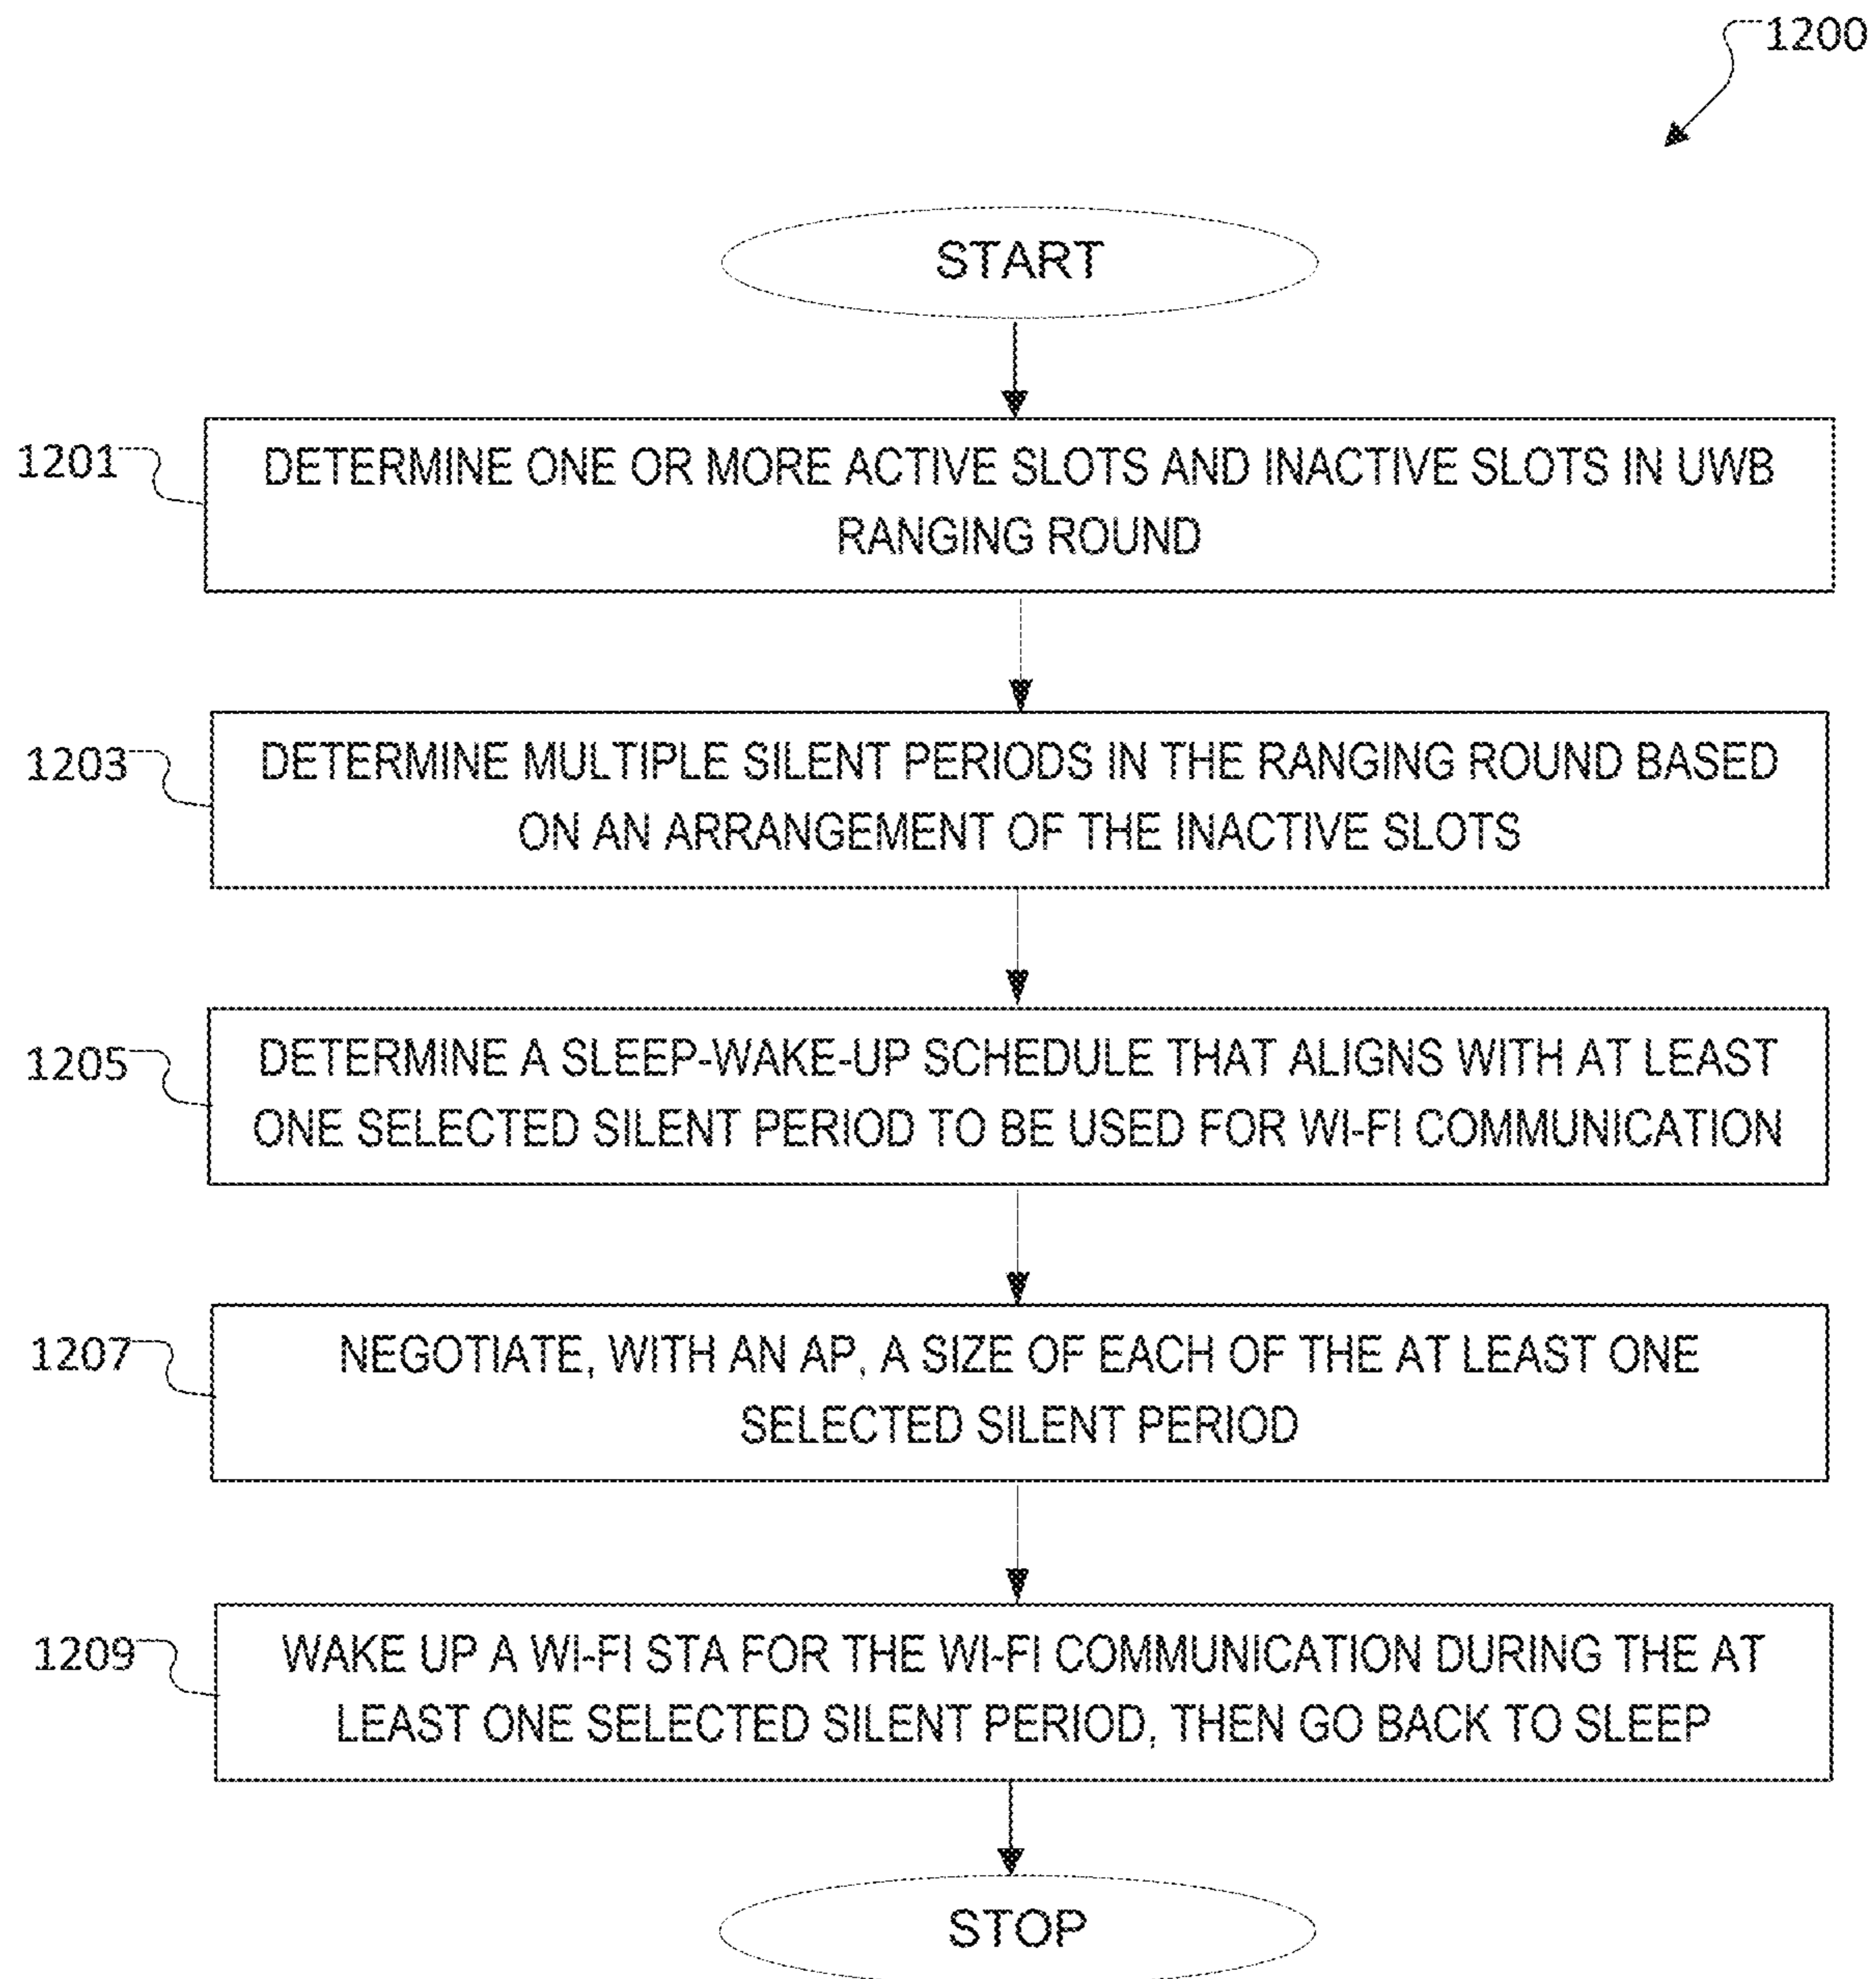 1200
START
1201
DETERMINE ONE OR MORE ACTIVE SLOTS AND INACTIVE SLOTS IN UWB
RANGING ROUND
1203
DETERMINE MULTIPLE SILENT PERIODS IN THE RANGING ROUND BASED
ON AN ARRANGEMENT OF THE INACTIVE SLOTS
1205
DETERMINE A SLEEP-WAKE-UP SCHEDULE THAT ALIGNS WITH AT LEAST
ONE SELECTED SILENT PERIOD TO BE USED FOR WI-FI COMMUNICATION
1207
NEGOTIATE, WITH AN AP, A SIZE OF EACH OF THE AT LEAST ONE
SELECTED SILENT PERIOD
1209
WAKE UP A WI-FI STA FOR THE WI-FI COMMUNICATION DURING THE AT
LEAST ONE SELECTED SILENT PERIOD, THEN GO BACK TO SLEEP
STOP